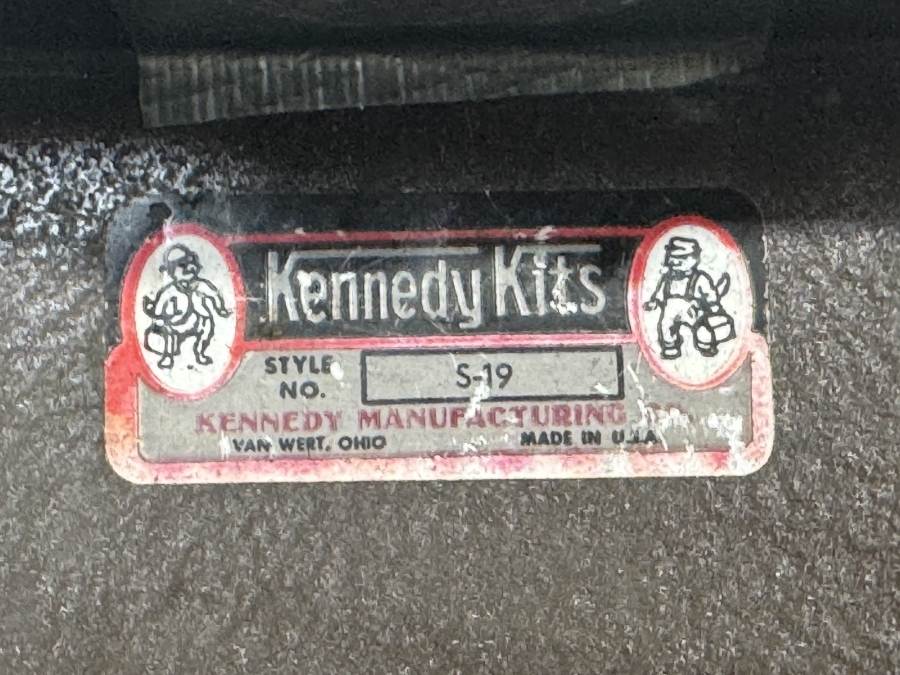 Kennedy Kits
STYLE NO. S-19
KENNEDY MANUFACTURING
VAN WERT, OHIO MADE IN U.S.A.